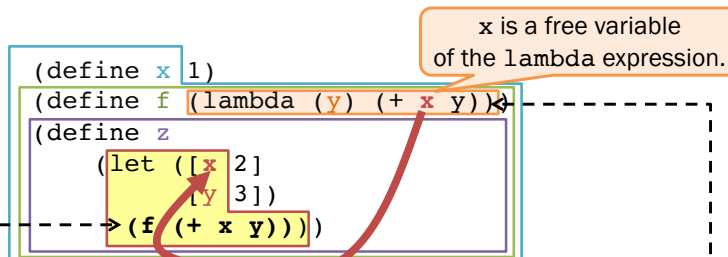 x is a free variable
of the lambda expression.
(define x 1)
(define f (lambda (y) (+ x y)))
(define z
(let ([x 2]
[y 3])
(f (+ x y))))